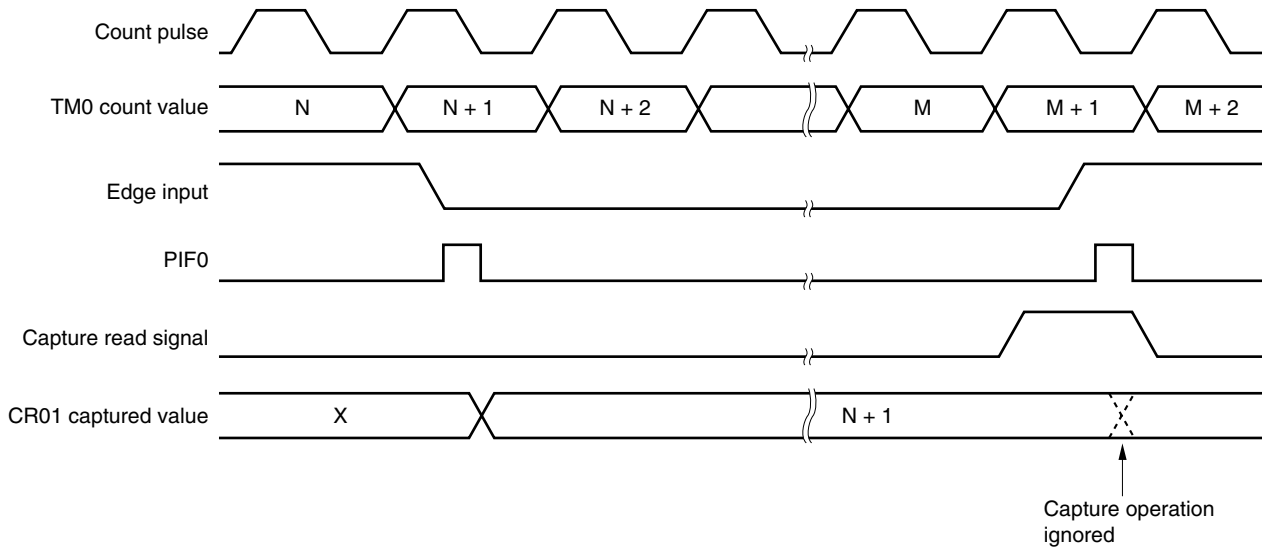 Count pulse
TM0 count value N N + 1 N + 2 M M + 1 M + 2
Edge input
PIF0
Capture read signal
CR01 captured value X N + 1
Capture operation
ignored